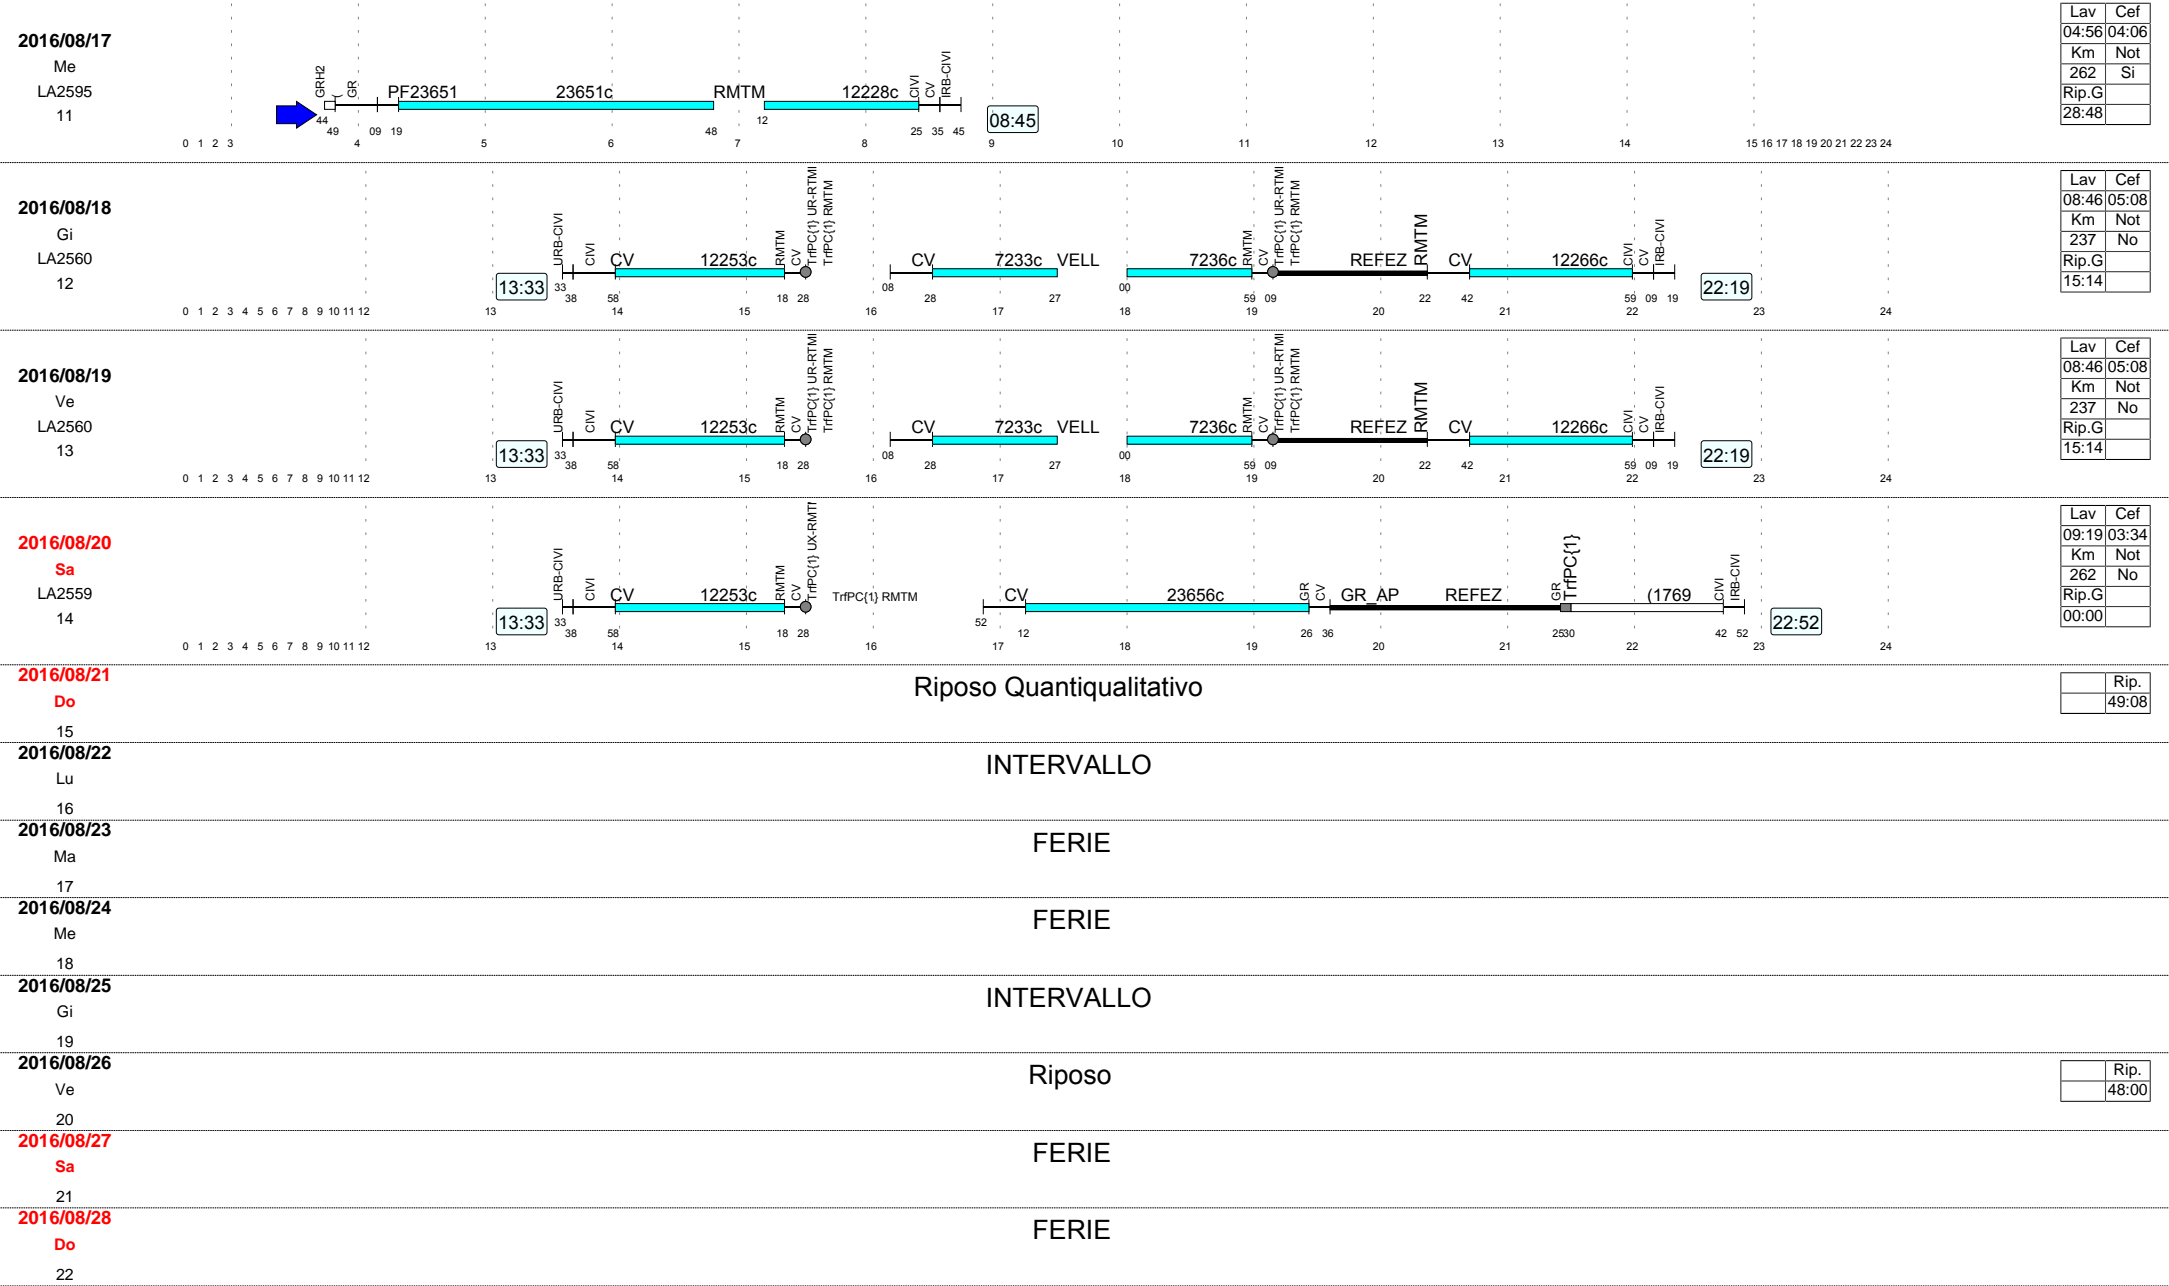 2016/08/17
Me
LA2595
11
GRH2
(
GR
PF23651
23651c
RMTM
12228c
CIVI
CV
IRB-CIVI
44
49
09
19
48
12
25
35
45
08:45
0 1 2 3 4 5 6 7 8 9 10 11 12 13 14 15 16 17 18 19 20 21 22 23 24
Lav Cef
04:56 04:06
Km Not
262 Si
Rip.G
28:48
2016/08/18
Gi
LA2560
12
13:33
URB-CIVI
CIVI
CV
12253c
RMTM
CV
TrfPC{1} UR-RTMI
TrfPC{1} RMTM
CV
7233c
VELL
7236c
RMTM
CV
TrfPC{1} UR-RTMI
TrfPC{1} RMTM
REFEZ
RMTM
CV
12266c
CIVI
CV
IRB-CIVI
33
38
58
18
28
08
28
27
00
59
09
22
42
59
09
19
22:19
0 1 2 3 4 5 6 7 8 9 10 11 12 13 14 15 16 17 18 19 20 21 22 23 24
Lav Cef
08:46 05:08
Km Not
237 No
Rip.G
15:14
2016/08/19
Ve
LA2560
13
13:33
URB-CIVI
CIVI
CV
12253c
RMTM
CV
TrfPC{1} UR-RTMI
TrfPC{1} RMTM
CV
7233c
VELL
7236c
RMTM
CV
TrfPC{1} UR-RTMI
TrfPC{1} RMTM
REFEZ
RMTM
CV
12266c
CIVI
CV
IRB-CIVI
33
38
58
18
28
08
28
27
00
59
09
22
42
59
09
19
22:19
0 1 2 3 4 5 6 7 8 9 10 11 12 13 14 15 16 17 18 19 20 21 22 23 24
Lav Cef
08:46 05:08
Km Not
237 No
Rip.G
15:14
2016/08/20
Sa
LA2559
14
13:33
URB-CIVI
CIVI
CV
12253c
RMTM
CV
TrfPC{1} UX-RMTI
TrfPC{1} RMTM
CV
23656c
GR
CV
GR_AP
REFEZ
GR
TrfPC{1}
(1769
CIVI
IRB-CIVI
33
38
58
18
28
52
12
26
36
25
30
42
52
22:52
0 1 2 3 4 5 6 7 8 9 10 11 12 13 14 15 16 17 18 19 20 21 22 23 24
Lav Cef
09:19 03:34
Km Not
262 No
Rip.G
00:00
2016/08/21
Do
15
Riposo Quantiqualitativo
Rip.
49:08
2016/08/22
Lu
16
INTERVALLO
2016/08/23
Ma
17
FERIE
2016/08/24
Me
18
FERIE
2016/08/25
Gi
19
INTERVALLO
2016/08/26
Ve
20
Riposo
Rip.
48:00
2016/08/27
Sa
21
FERIE
2016/08/28
Do
22
FERIE